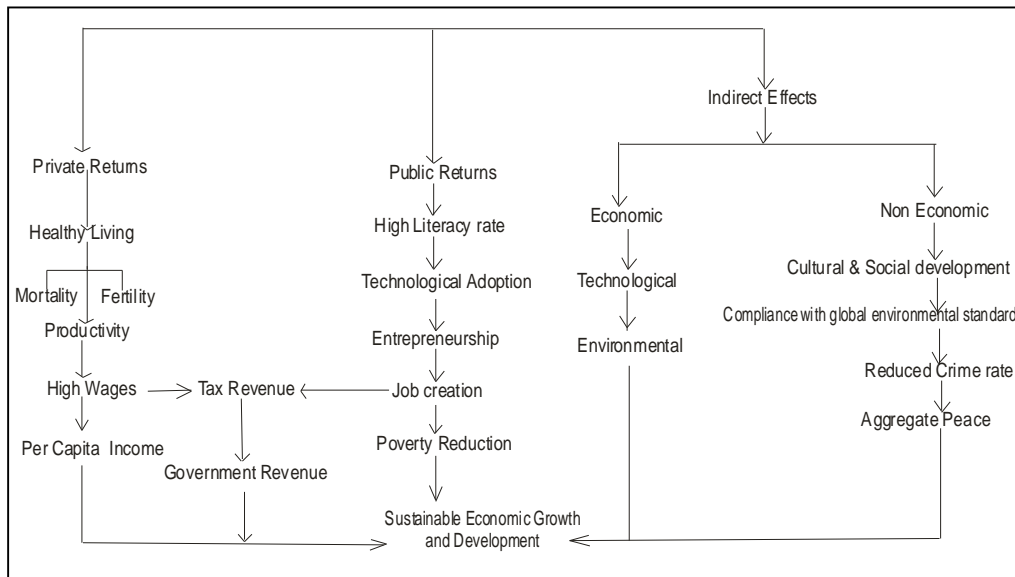 Indirect Effects
Private Returns
Public Returns
Economic
Non Economic
Healthy Living
High Literacy rate
Technological
Cultural & Social development
Mortality
Fertility
Technological Adoption
Productivity
Entrepreneurship
Environmental
Compliance with global environmental standard
High Wages
Tax Revenue
Job creation
Reduced Crime rate
Per Capita Income
Government Revenue
Poverty Reduction
Aggregate Peace
Sustainable Economic Growth
and Development